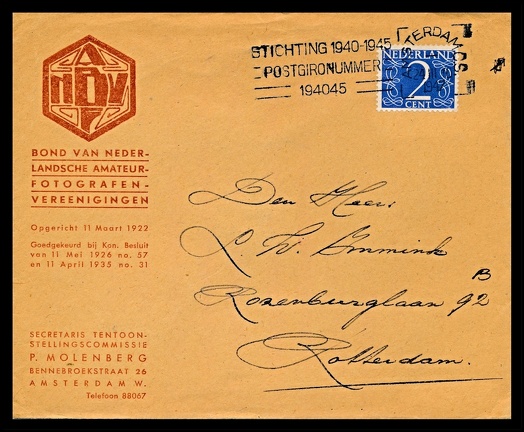 STICHTING 1940-1945
POSTGIRONUMMER
194045
AMSTERDAM
NEDERLAND
2
CENT
BOND VAN NEDER-
LANDSCHE AMATEUR-
FOTOGRAFEN-
VEREENIGINGEN
Opgericht 11 Maart 1922
Goedgekeurd bij Kon. Besluit
van 11 Mei 1926 no. 57
en 11 April 1935 no. 31
Den Heer
L. W. Emmink
Rozenburglaan 92 B
Rotterdam.
SECRETARIS TENTOON-
STELLINGSCOMMISSIE
P. MOLENBERG
BENNEBROEKSTRAAT 26
AMSTERDAM W.
Telefoon 88067